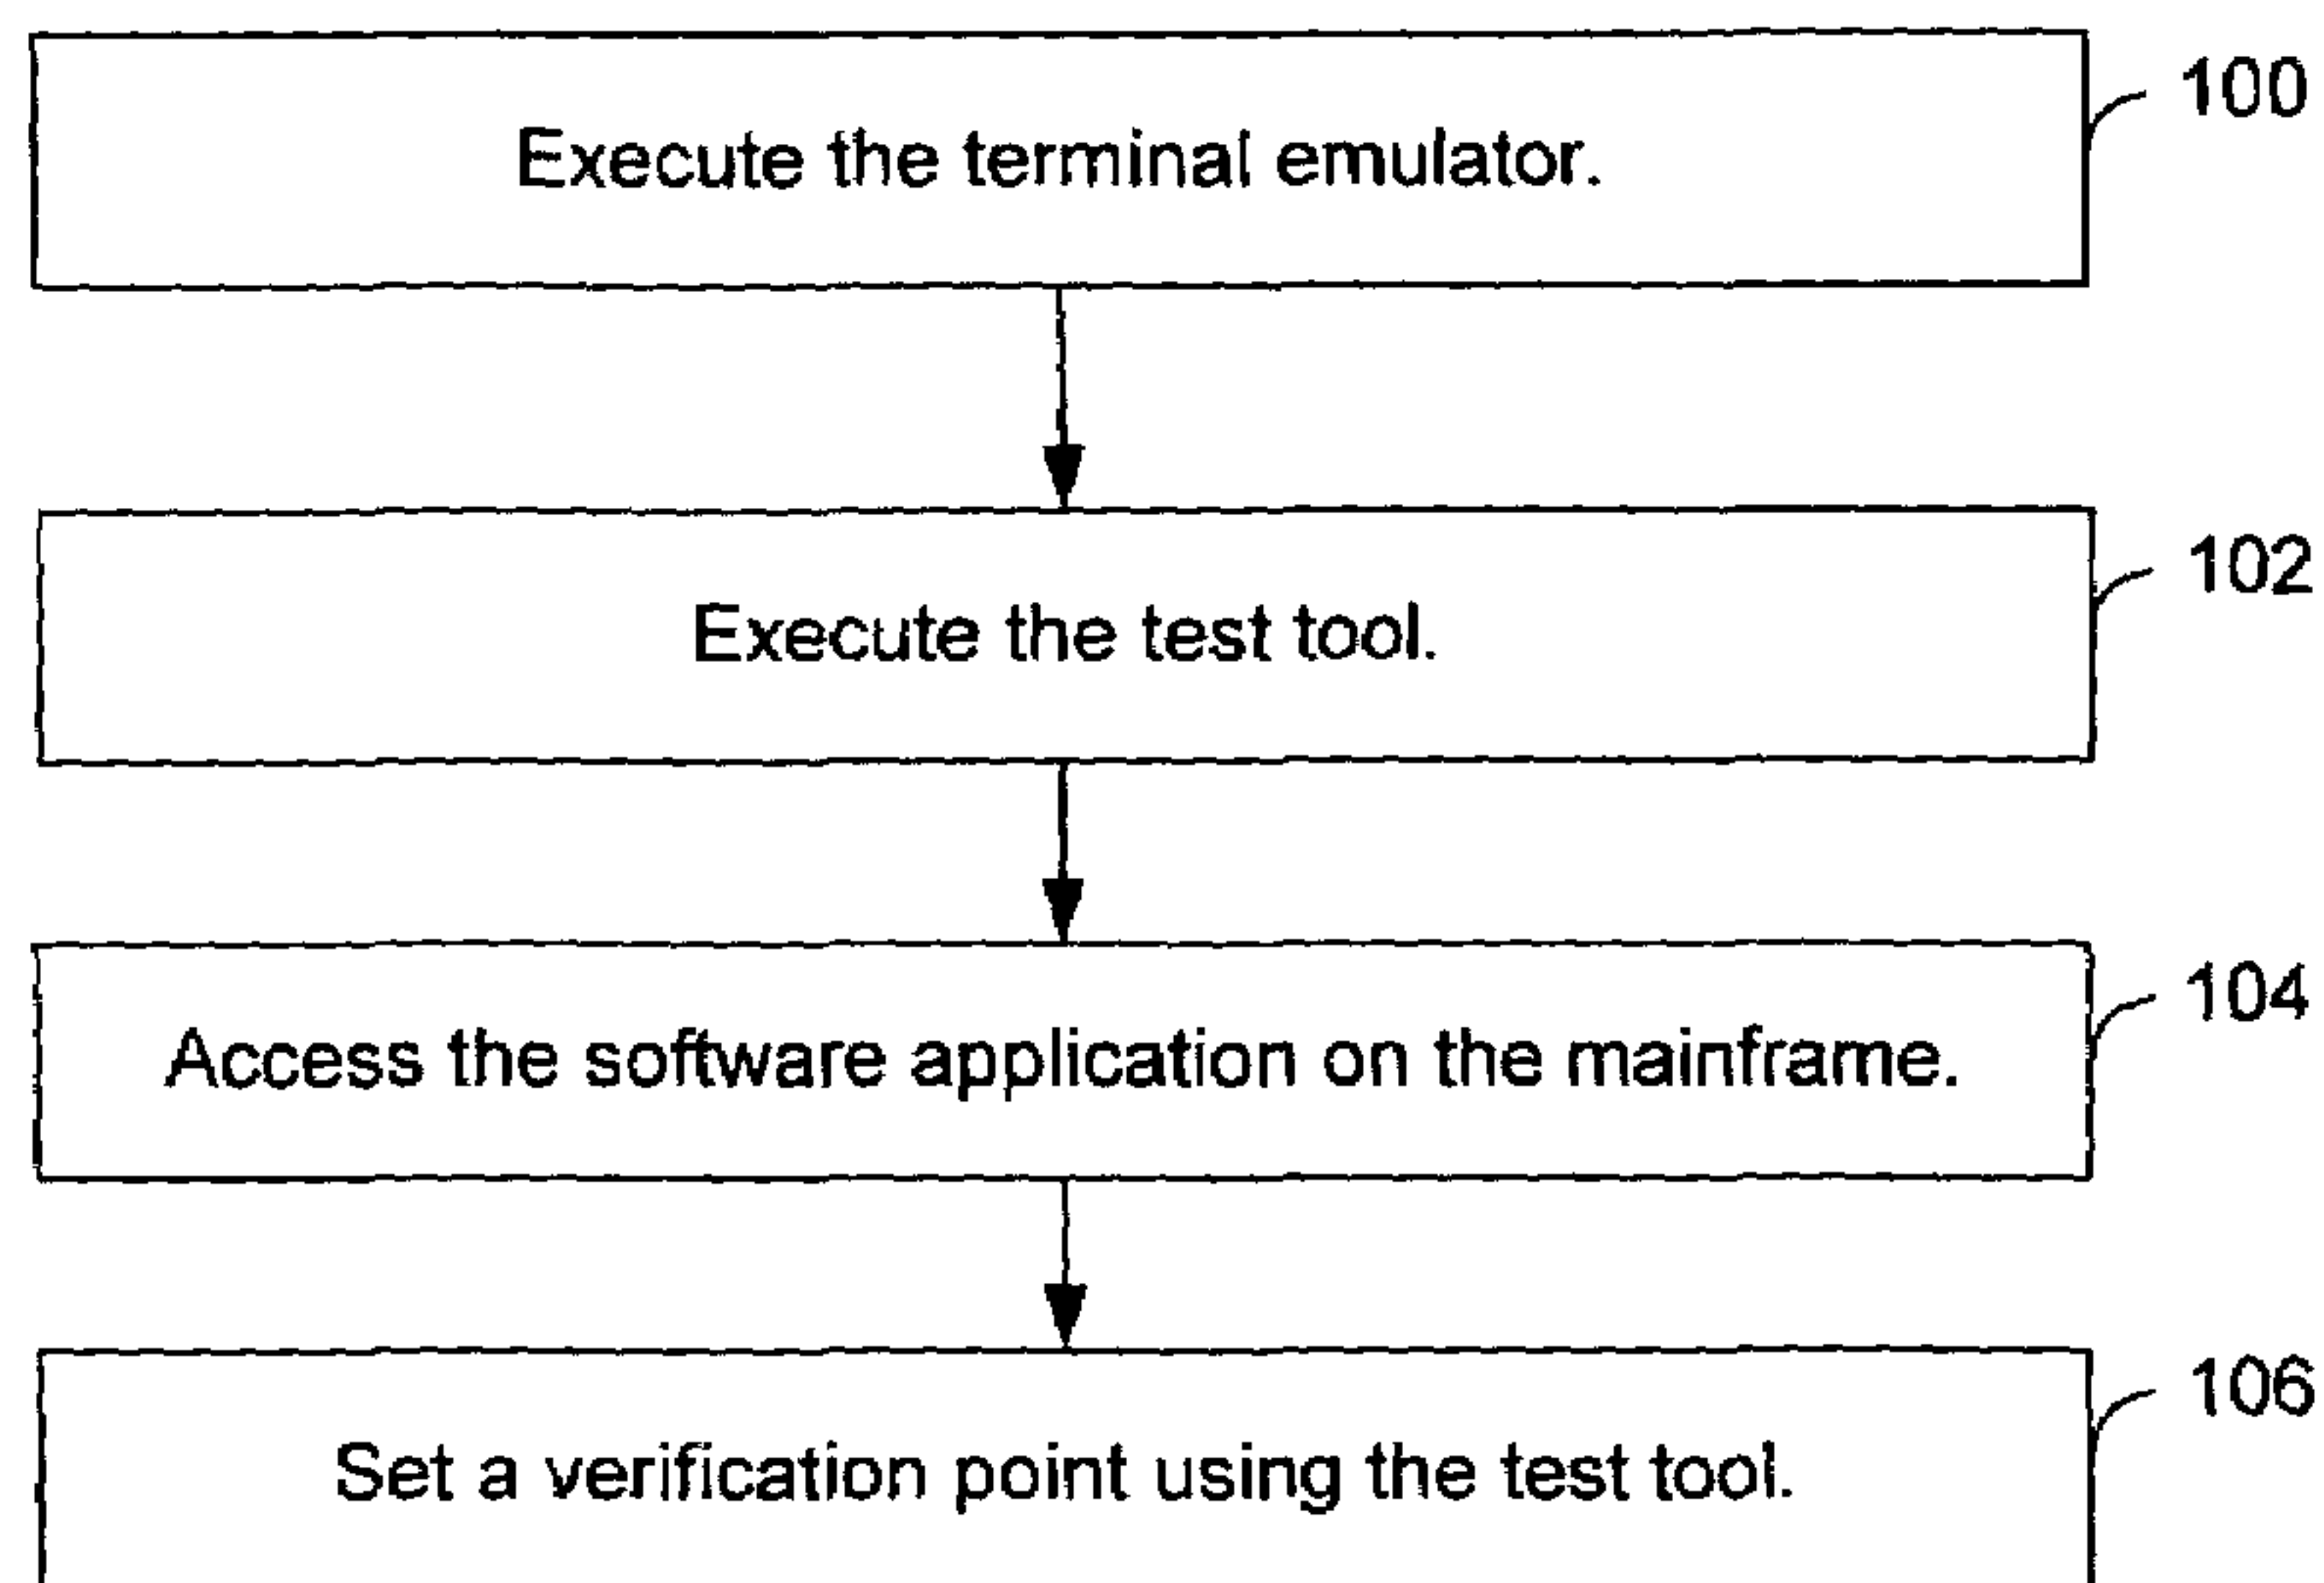 100
Execute the terminal emulator.
102
Execute the test tool.
104
Access the software application on the mainframe.
106
Set a verification point using the test tool.